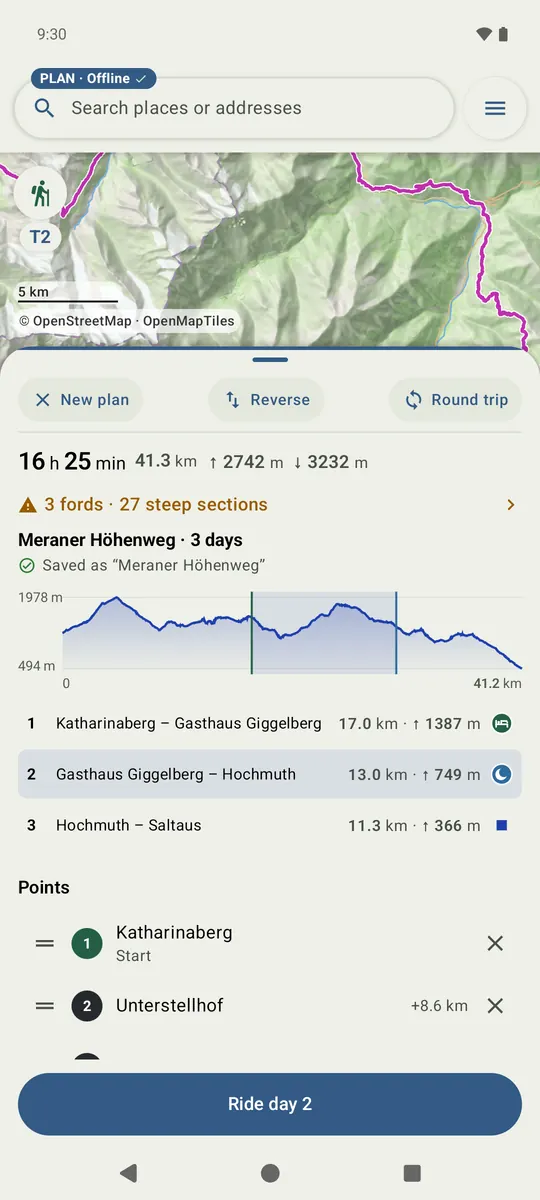 9:30
PLAN · Offline ✓
Search places or addresses
T2
5 km
© OpenStreetMap · OpenMapTiles
New plan
Reverse
Round trip
16 h 25 min 41.3 km ↑ 2742 m ↓ 3232 m
3 fords · 27 steep sections
Meraner Höhenweg · 3 days
Saved as “Meraner Höhenweg”
1978 m
494 m
0 41.2 km
1 Katharinaberg – Gasthaus Giggelberg 17.0 km · ↑ 1387 m
2 Gasthaus Giggelberg – Hochmuth 13.0 km · ↑ 749 m
3 Hochmuth – Saltaus 11.3 km · ↑ 366 m
Points
1 Katharinaberg
Start
2 Unterstellhof +8.6 km
Ride day 2